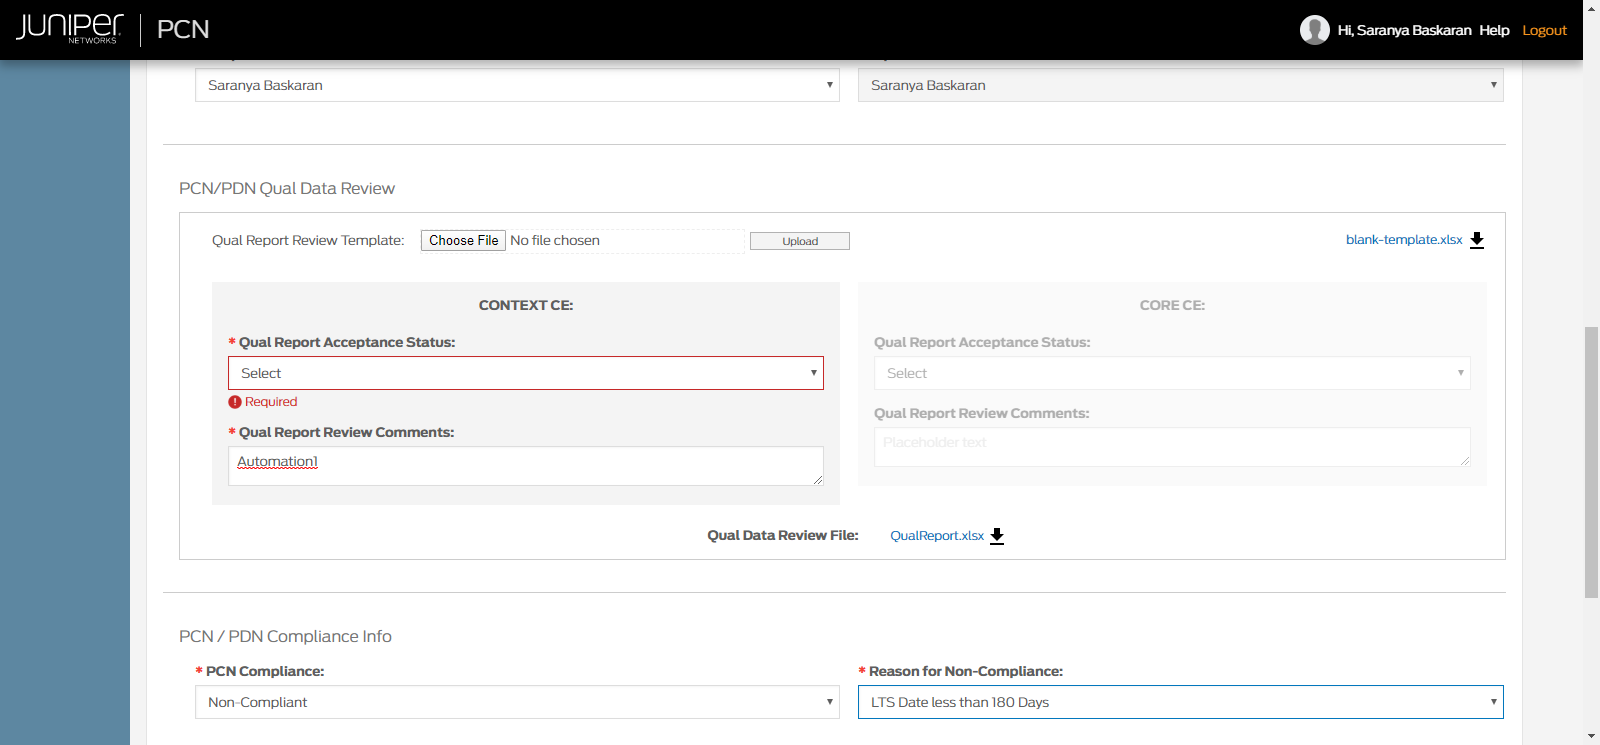 JUNIPER NETWORKS PCN Hi, Saranya Baskaran Help Logout
Saranya Baskaran Saranya Baskaran
PCN/PDN Qual Data Review
Qual Report Review Template: Choose File No file chosen Upload blank-template.xlsx
CONTEXT CE:
* Qual Report Acceptance Status:
Select
Required
* Qual Report Review Comments:
Automation1
CORE CE:
Qual Report Acceptance Status:
Select
Qual Report Review Comments:
Placeholder text
Qual Data Review File: QualReport.xlsx
PCN / PDN Compliance Info
* PCN Compliance:
Non-Compliant
* Reason for Non-Compliance:
LTS Date less than 180 Days